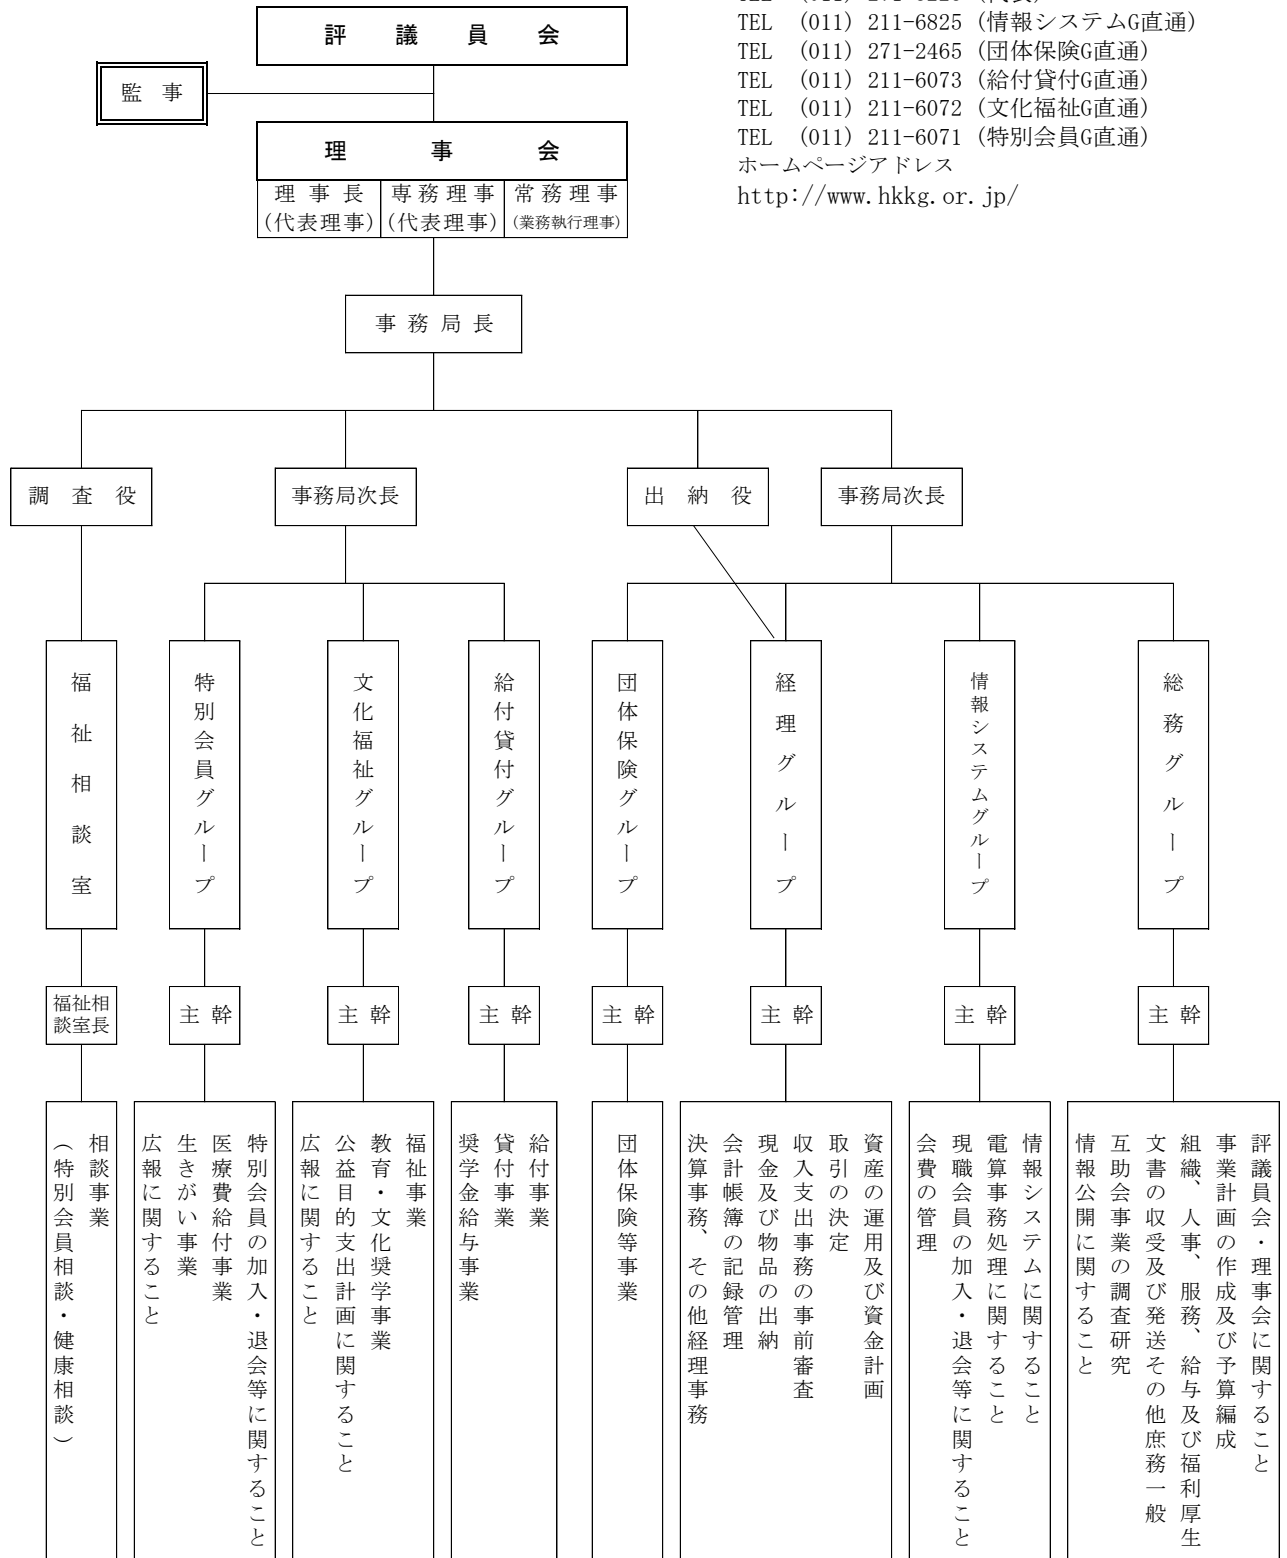 評議員会
監事
理事会
理事長
(代表理事)
専務理事
(代表理事)
常務理事
(業務執行理事)
TEL (011) 211-6825 (情報システムG直通)
TEL (011) 271-2465 (団体保険G直通)
TEL (011) 211-6073 (給付貸付G直通)
TEL (011) 211-6072 (文化福祉G直通)
TEL (011) 211-6071 (特別会員G直通)
ホームページアドレス
http://www.hkkg.or.jp/
事務局長
調査役
事務局次長
出納役
事務局次長
福祉相談室
特別会員グループ
文化福祉グループ
給付貸付グループ
団体保険グループ
経理グループ
情報システムグループ
総務グループ
福祉相
談室長
主幹
主幹
主幹
主幹
主幹
主幹
主幹
相談事業
(特別会員相談・健康相談)
特別会員の加入・退会等に関すること
医療費給付事業
生きがい事業
広報に関すること
福祉事業
教育・文化奨学事業
公益目的支出計画に関すること
広報に関すること
給付事業
貸付事業
奨学金給与事業
団体保険等事業
資産の運用及び資金計画
取引の決定
収入支出事務の事前審査
現金及び物品の出納
会計帳簿の記録管理
決算事務、その他経理事務
情報システムに関すること
電算事務処理に関すること
現職会員の加入・退会等に関すること
会費の管理
評議員会・理事会に関すること
事業計画の作成及び予算編成
組織、人事、服務、給与及び福利厚生
文書の収受及び発送その他庶務一般
互助会事業の調査研究
情報公開に関すること